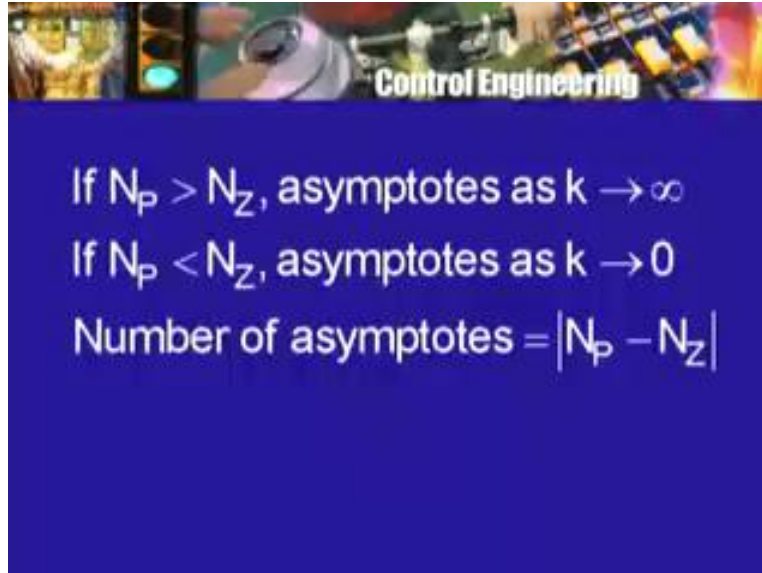 Control Engineering
If N_P > N_Z, asymptotes as k → ∞
If N_P < N_Z, asymptotes as k → 0
Number of asymptotes = |N_P − N_Z|